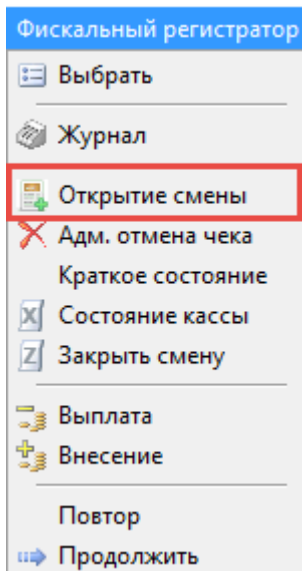 Фискальный регистратор
Выбрать
Журнал
Открытие смены
Адм. отмена чека
Краткое состояние
X Состояние кассы
Z Закрыть смену
Выплата
Внесение
Повтор
Продолжить